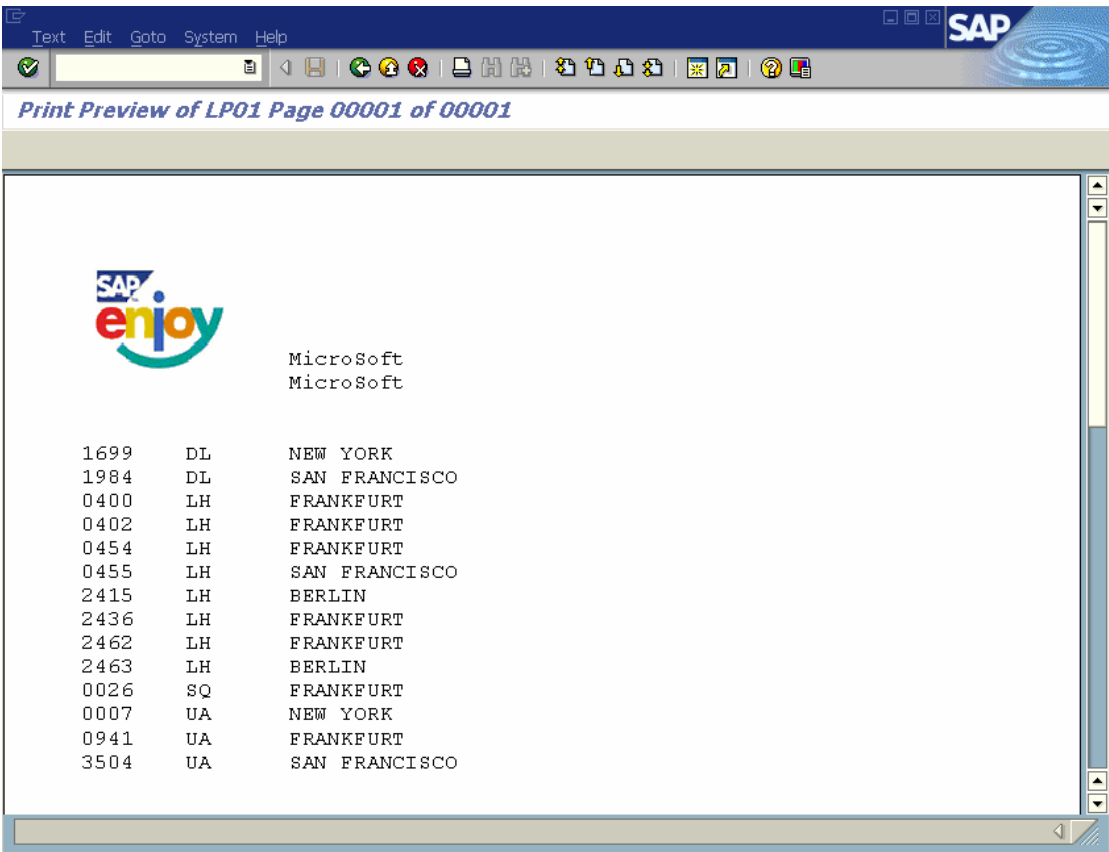 Text Edit Goto System Help
SAP
Print Preview of LP01 Page 00001 of 00001
SAP
enjoy
MicroSoft
MicroSoft
1699 DL NEW YORK
1984 DL SAN FRANCISCO
0400 LH FRANKFURT
0402 LH FRANKFURT
0454 LH FRANKFURT
0455 LH SAN FRANCISCO
2415 LH BERLIN
2436 LH FRANKFURT
2462 LH FRANKFURT
2463 LH BERLIN
0026 SQ FRANKFURT
0007 UA NEW YORK
0941 UA FRANKFURT
3504 UA SAN FRANCISCO